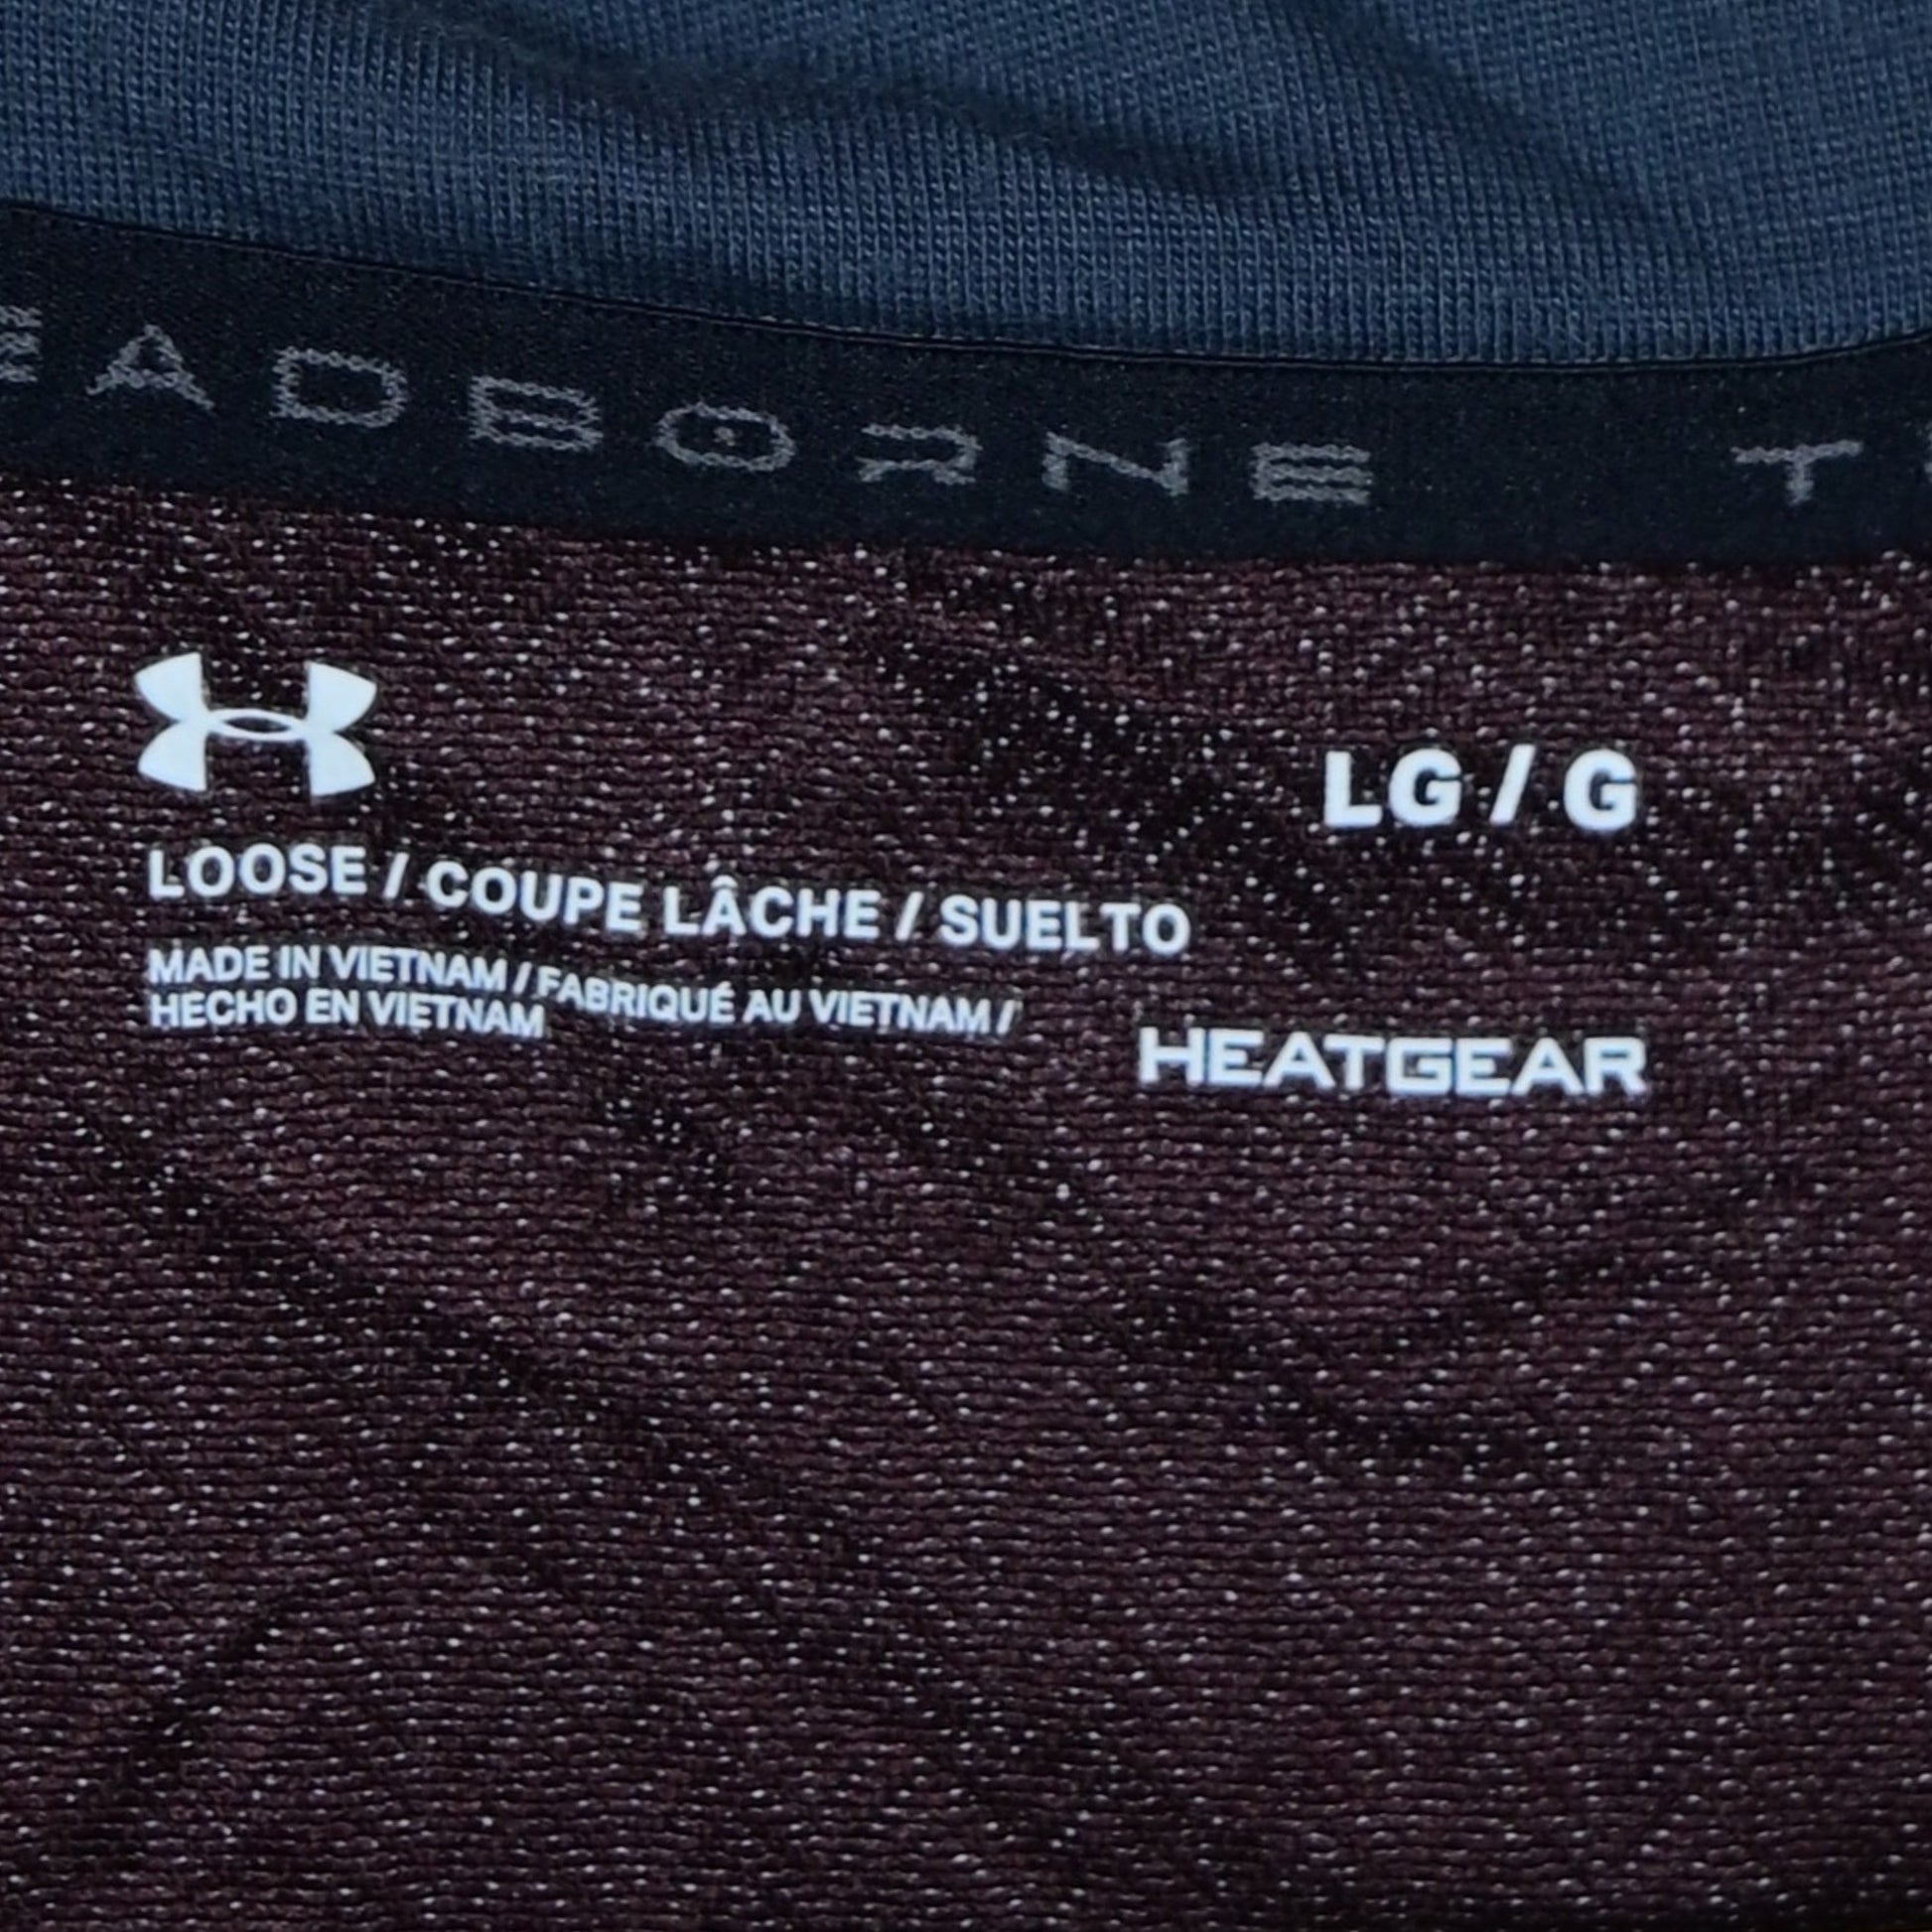 EADBORNE T
LG / G
LOOSE / COUPE LÂCHE / SUELTO
MADE IN VIETNAM / FABRIQUÉ AU VIETNAM /
HECHO EN VIETNAM
HEATGEAR